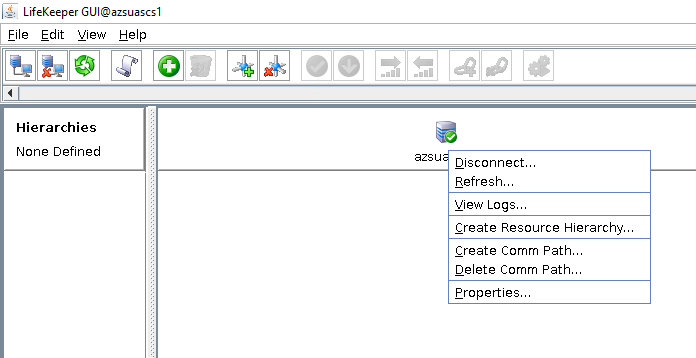 LifeKeeper GUI@azsuascs1
File Edit View Help
Hierarchies
None Defined
azsua
Disconnect...
Refresh...
View Logs...
Create Resource Hierarchy...
Create Comm Path...
Delete Comm Path...
Properties...